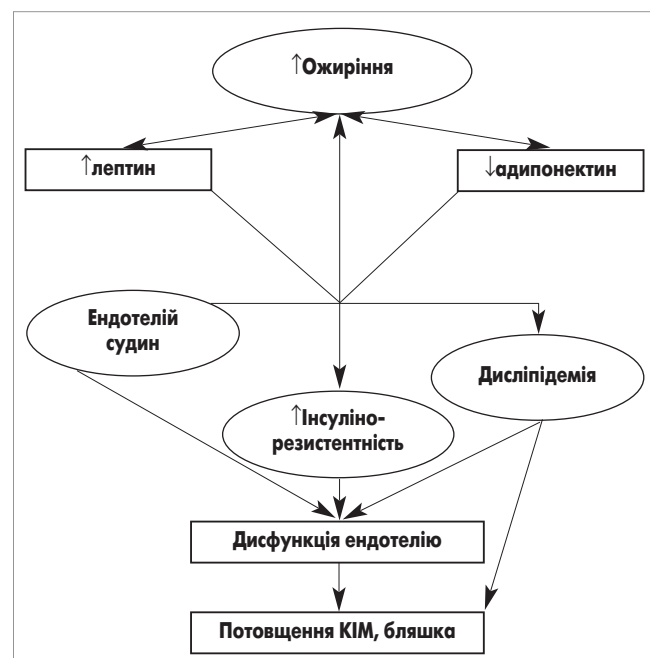 ↑Ожиріння
↑лептин
↓адипонектин
Ендотелій
судин
Дисліпідемія
↑Інсуліно-
резистентність
Дисфункція ендотелію
Потовщення КІМ, бляшка